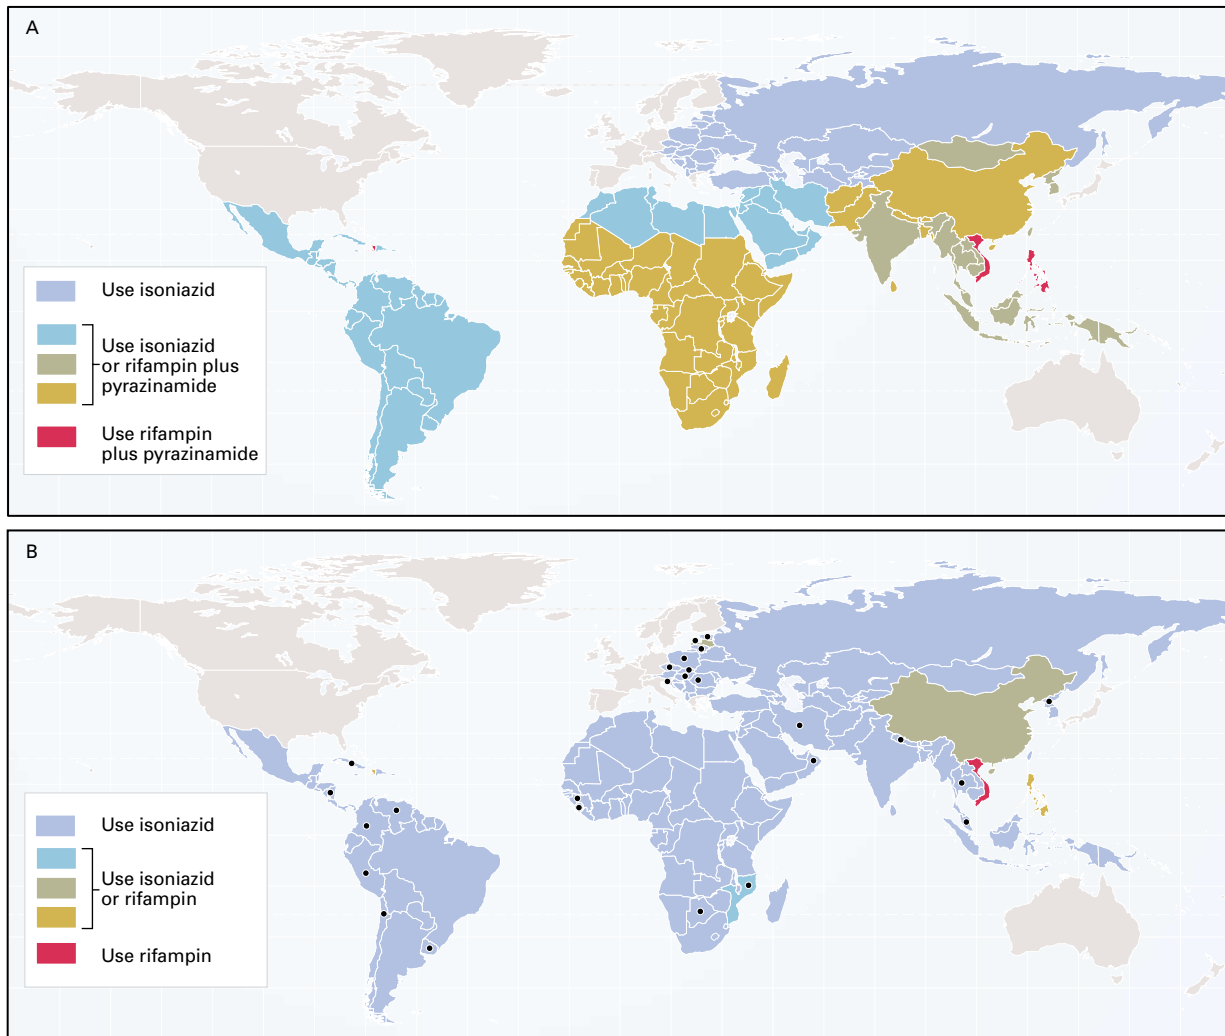 A
Use isoniazid
Use isoniazid
or rifampin plus
pyrazinamide
Use rifampin
plus pyrazinamide
B
Use isoniazid
Use isoniazid
or rifampin
Use rifampin